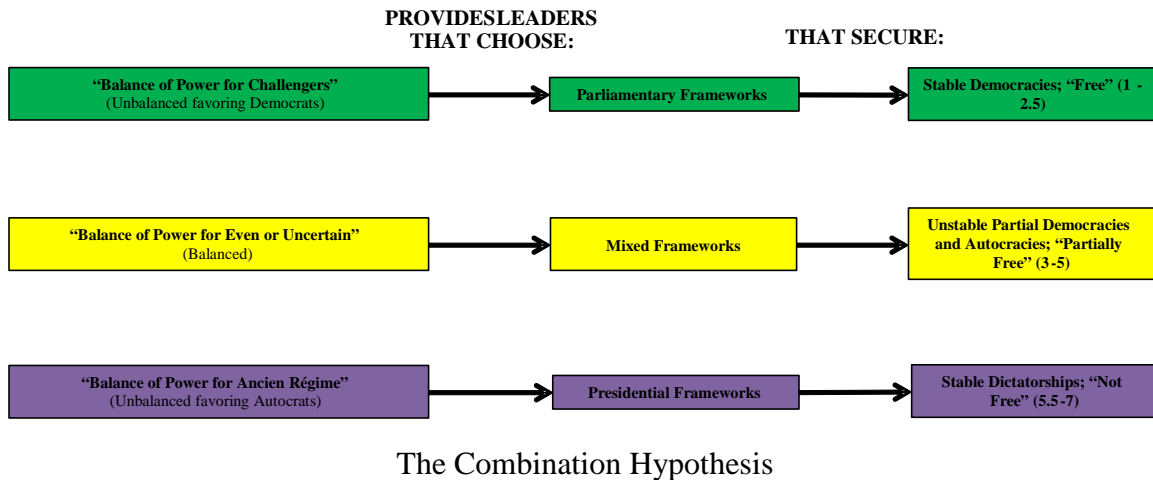 PROVIDESLEADERS
THAT CHOOSE:
THAT SECURE:
“Balance of Power for Challengers”
(Unbalanced favoring Democrats)
Parliamentary Frameworks
Stable Democracies; “Free” (1 -
2.5)
“Balance of Power for Even or Uncertain”
(Balanced)
Mixed Frameworks
Unstable Partial Democracies
and Autocracies; “Partially
Free” (3-5)
“Balance of Power for Ancien Régime”
(Unbalanced favoring Autocrats)
Presidential Frameworks
Stable Dictatorships; “Not
Free” (5.5-7)
The Combination Hypothesis